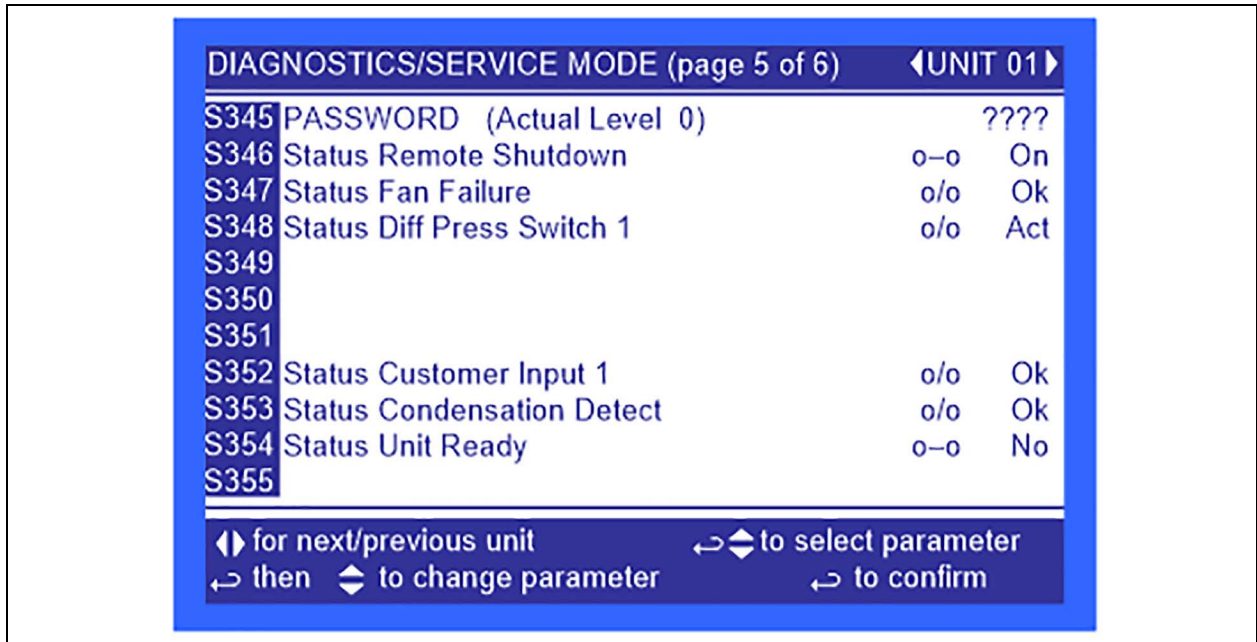 DIAGNOSTICS/SERVICE MODE (page 5 of 6) UNIT 01
S345 PASSWORD (Actual Level 0) ????
S346 Status Remote Shutdown o–o On
S347 Status Fan Failure o/o Ok
S348 Status Diff Press Switch 1 o/o Act
S349
S350
S351
S352 Status Customer Input 1 o/o Ok
S353 Status Condensation Detect o/o Ok
S354 Status Unit Ready o–o No
S355
for next/previous unit to select parameter
then to change parameter to confirm